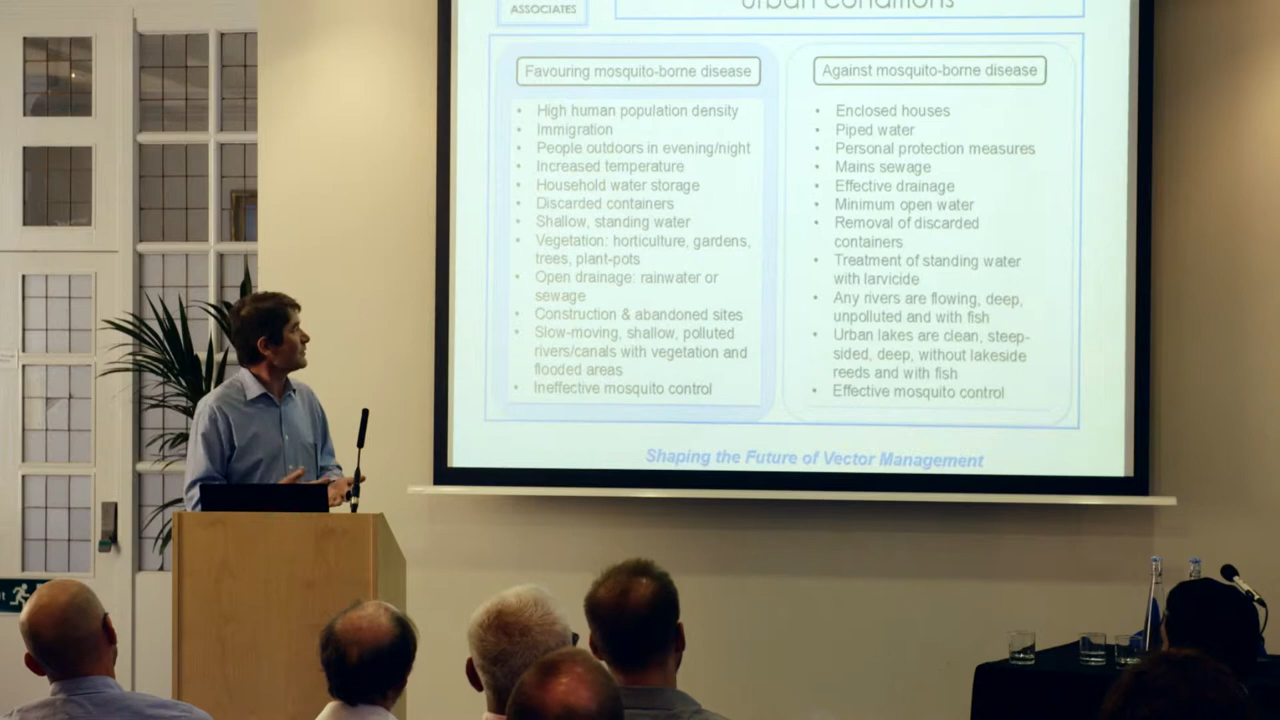 ASSOCIATES
Urban conditions
Favouring mosquito-borne disease
• High human population density
• Immigration
• People outdoors in evening/night
• Increased temperature
• Household water storage
• Discarded containers
• Shallow, standing water
• Vegetation: horticulture, gardens,
trees, plant-pots
• Open drainage: rainwater or
sewage
• Construction & abandoned sites
• Slow-moving, shallow, polluted
rivers/canals with vegetation and
flooded areas
• Ineffective mosquito control
Against mosquito-borne disease
• Enclosed houses
• Piped water
• Personal protection measures
• Mains sewage
• Effective drainage
• Minimum open water
• Removal of discarded
containers
• Treatment of standing water
with larvicide
• Any rivers are flowing, deep,
unpolluted and with fish
• Urban lakes are clean, steep-
sided, deep, without lakeside
reeds and with fish
• Effective mosquito control
Shaping the Future of Vector Management